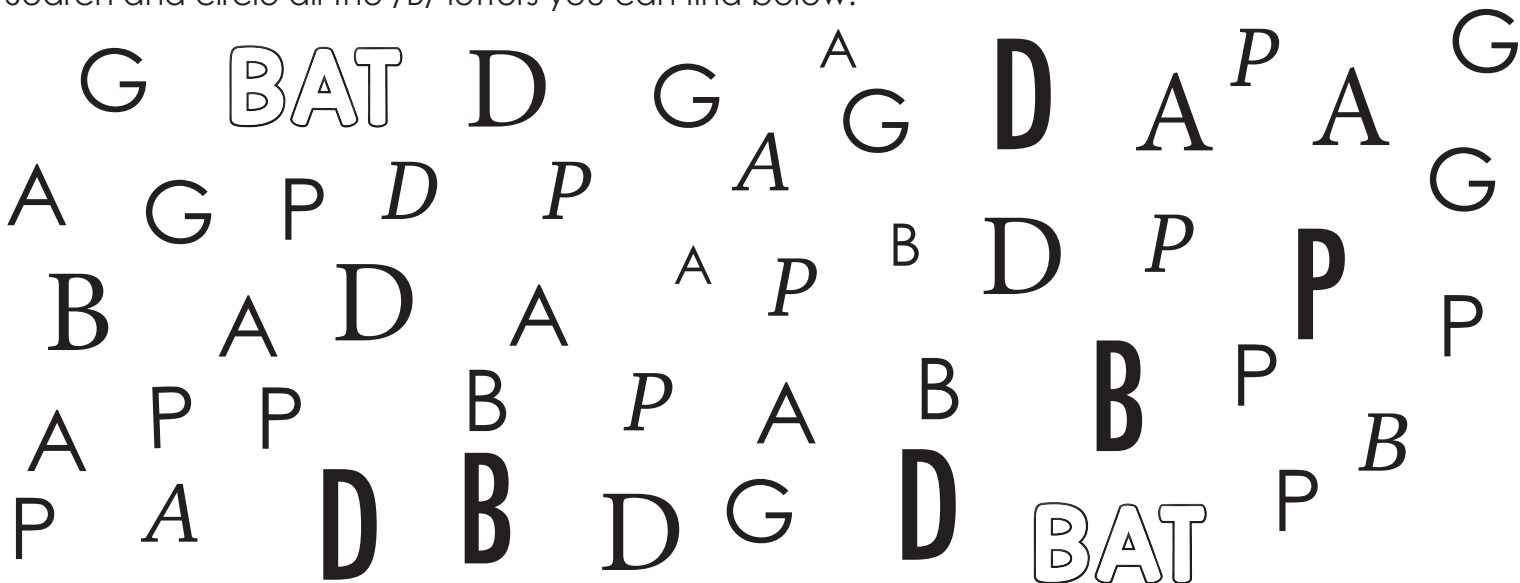 Search and circle all the /B/ letters you can find below:
G BAT D G A G D A P A G
A G P D P A G
B A D A A P B D P P P
A P P B P A B B P B
P A D B D G D BAT P